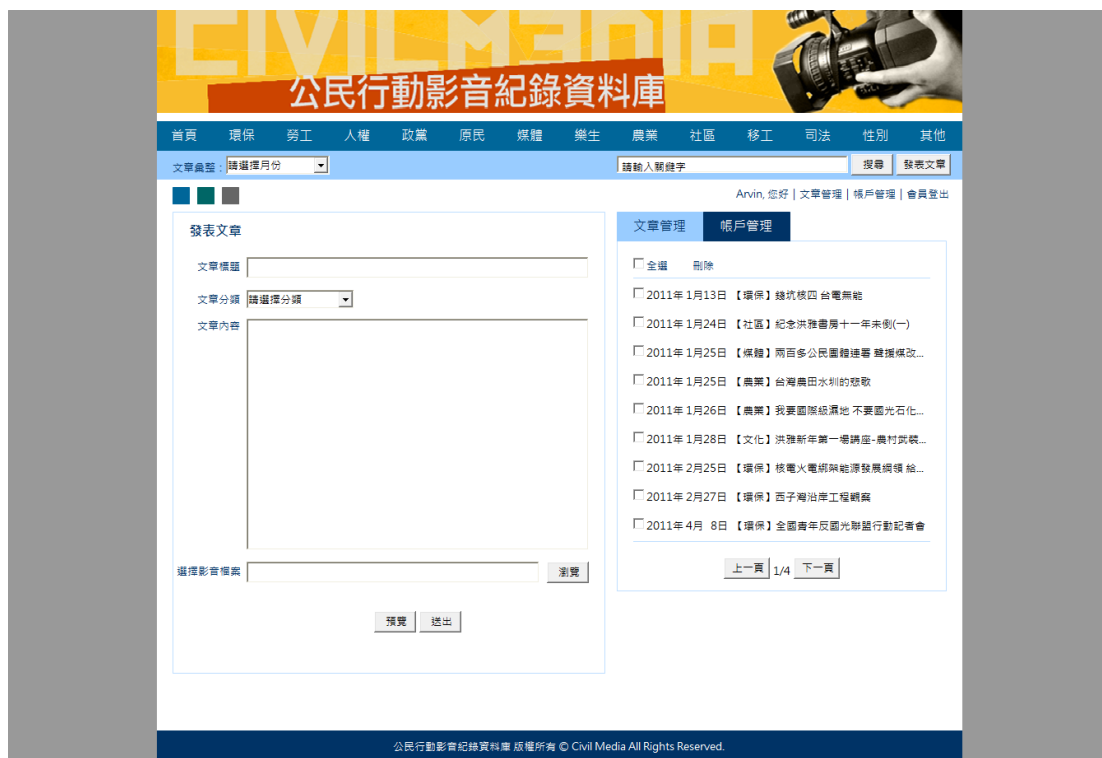 CIVIL MEDIA
公民行動影音紀錄資料庫
首頁 環保 勞工 人權 政黨 原民 媒體 樂生 農業 社區 移工 司法 性別 其他
文章彙整：請選擇月份 請輸入關鍵字 搜尋 發表文章
Arvin, 您好 | 文章管理 | 帳戶管理 | 會員登出
發表文章
文章標題
文章分類 請選擇分類
文章內容
選擇影音檔案 瀏覽
預覽 送出
文章管理 帳戶管理
全選 刪除
2011年 1月13日 【環保】錢坑核四 台電無能
2011年 1月24日 【社區】紀念洪雅書房十一年未例(一)
2011年 1月25日 【媒體】兩百多公民團體連署 聲援媒改...
2011年 1月25日 【農業】台灣農田水圳的悲歌
2011年 1月26日 【農業】我要國際級濕地 不要國光石化...
2011年 1月28日 【文化】洪雅新年第一場講座-農村武裝...
2011年 2月25日 【環保】核電火電綁架能源發展綱領 給...
2011年 2月27日 【環保】西子灣沿岸工程觀察
2011年 4月 8日 【環保】全國青年反國光聯盟行動記者會
上一頁 1/4 下一頁
公民行動影音紀錄資料庫 版權所有 © Civil Media All Rights Reserved.